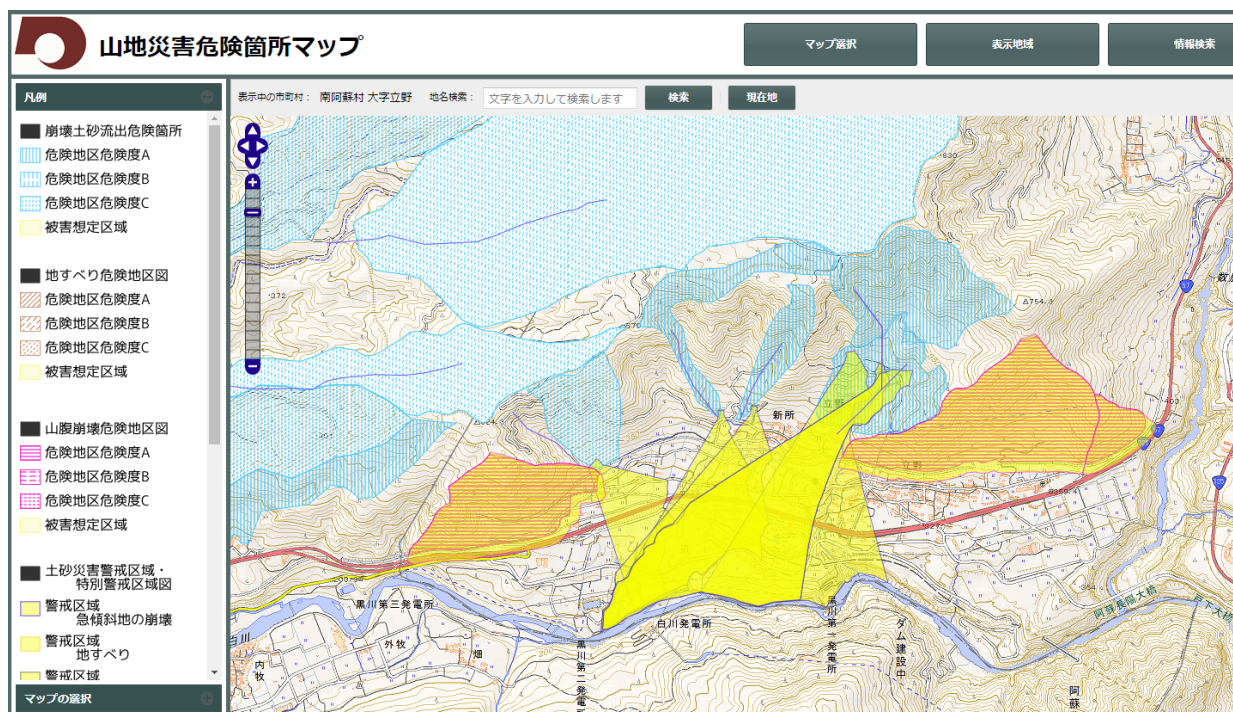 山地災害危険箇所マップ
マップ選択
表示地域
情報検索
凡例
表示中の市町村： 南阿蘇村 大字立野
地名検索：
文字を入力して検索します
検索
現在地
崩壊土砂流出危険箇所
危険地区危険度A
危険地区危険度B
危険地区危険度C
被害想定区域
地すべり危険地区図
危険地区危険度A
危険地区危険度B
危険地区危険度C
被害想定区域
山腹崩壊危険地区図
危険地区危険度A
危険地区危険度B
危険地区危険度C
被害想定区域
土砂災害警戒区域・
特別警戒区域図
警戒区域
急傾斜地の崩壊
警戒区域
地すべり
警戒区域
マップの選択
830
372
570
754.3
57
403
新所
立野
立野
57
325
黒川第三発電所
外牧
内牧
畑
白川
200
白川発電所
黒川第二発電所
黒川第一発電所
ダム建設中
阿蘇長陽大橋
戸下大橋
阿蘇